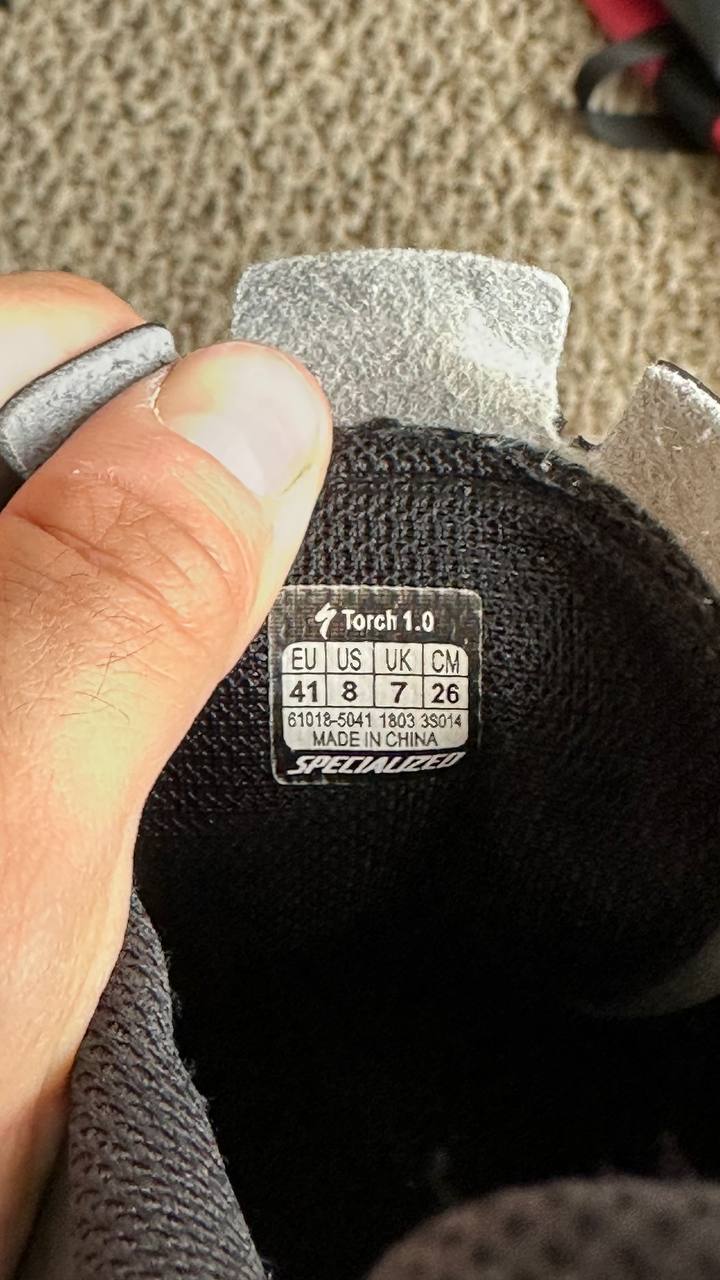 Torch 1.0
EU US UK CM
41 8 7 26
61018-5041 1803 3S014
MADE IN CHINA
SPECIALIZED